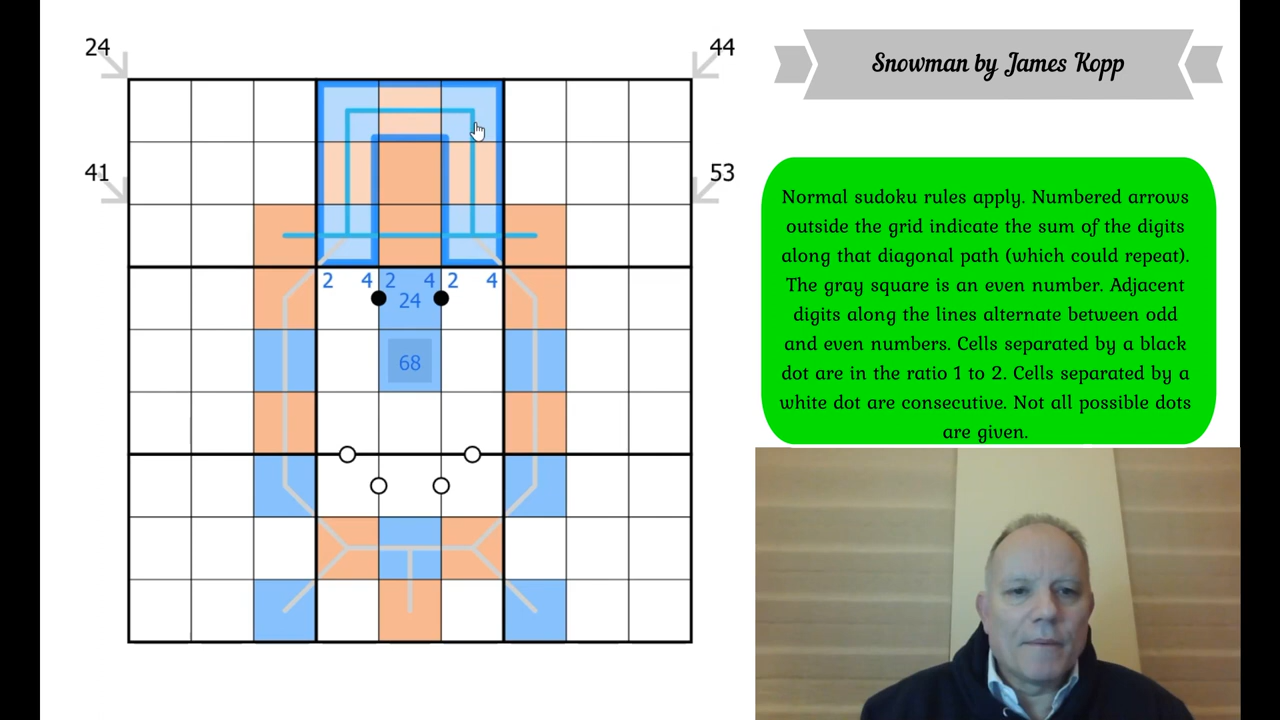 Snowman by James Kopp
24
44
41
53
Normal sudoku rules apply. Numbered arrows
outside the grid indicate the sum of the digits
along that diagonal path (which could repeat).
The gray square is an even number. Adjacent
digits along the lines alternate between odd
and even numbers. Cells separated by a black
dot are in the ratio 1 to 2. Cells separated by a
white dot are consecutive. Not all possible dots
are given.
2 4 2 4 2 4
24
68